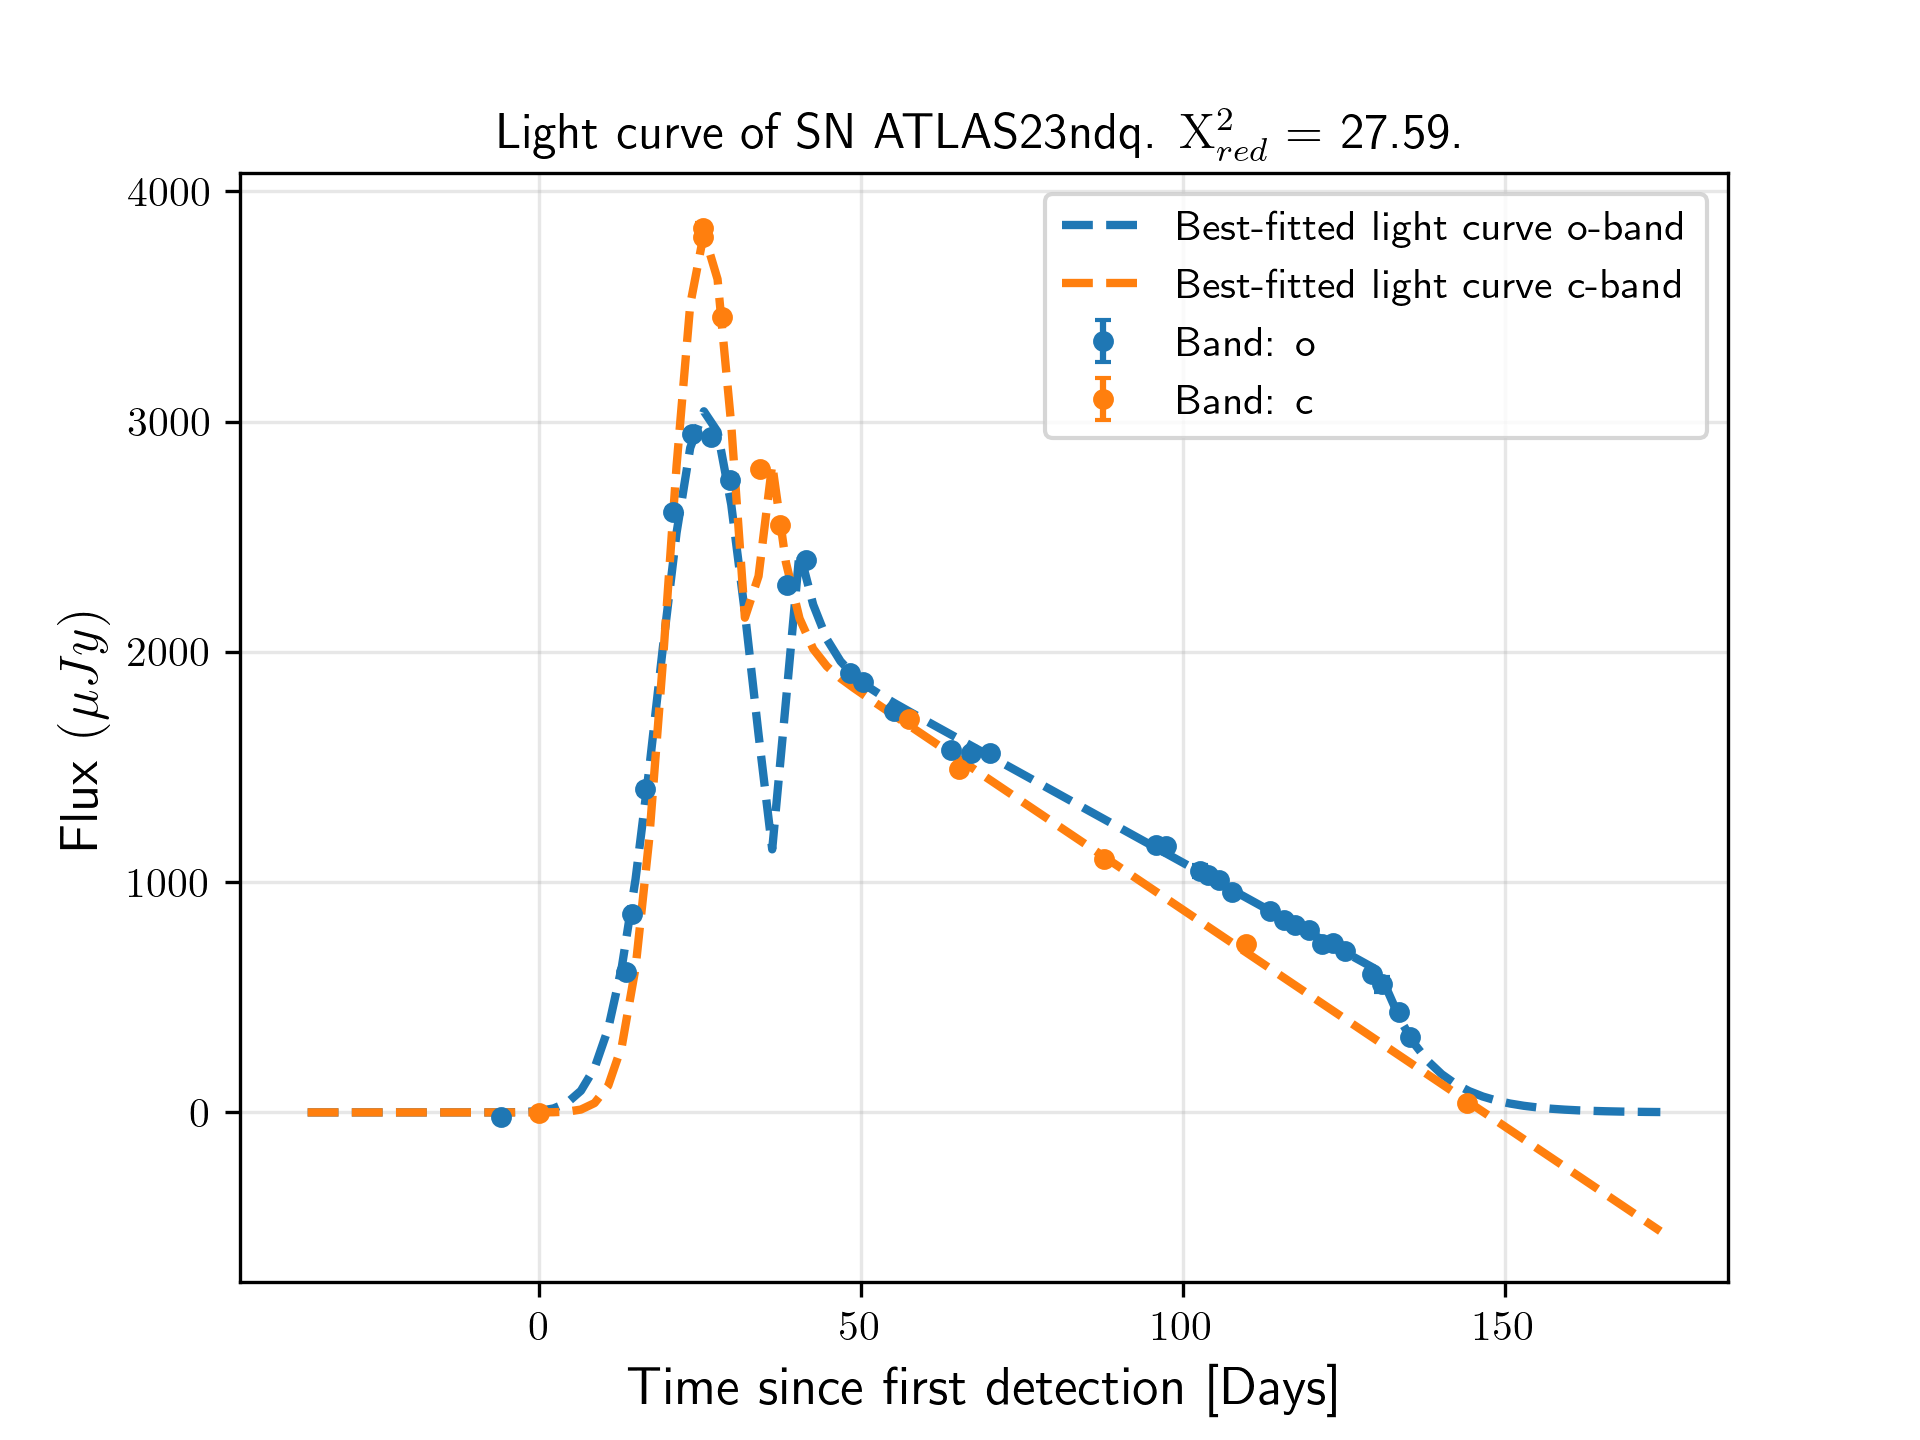 Light curve of SN ATLAS23ndq. Χ²_red = 27.59.
4000
3000
2000
1000
0
Flux (μJy)
Best-fitted light curve o-band
Best-fitted light curve c-band
Band: o
Band: c
0 50 100 150
Time since first detection [Days]